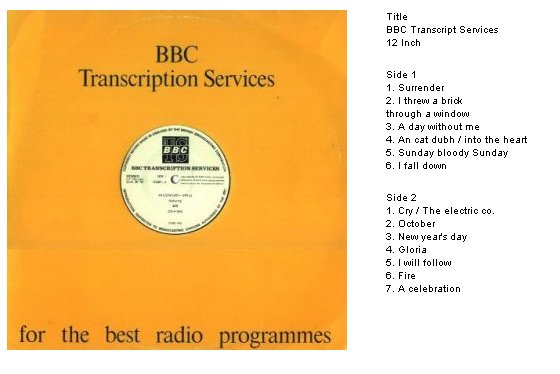 BBC
Transcription Services
BBC
BBC TRANSCRIPTION SERVICES
for the best radio programmes
Title
BBC Transcript Services
12 Inch
Side 1
1. Surrender
2. I threw a brick
through a window
3. A day without me
4. An cat dubh / into the heart
5. Sunday bloody Sunday
6. I fall down
Side 2
1. Cry / The electric co.
2. October
3. New year's day
4. Gloria
5. I will follow
6. Fire
7. A celebration